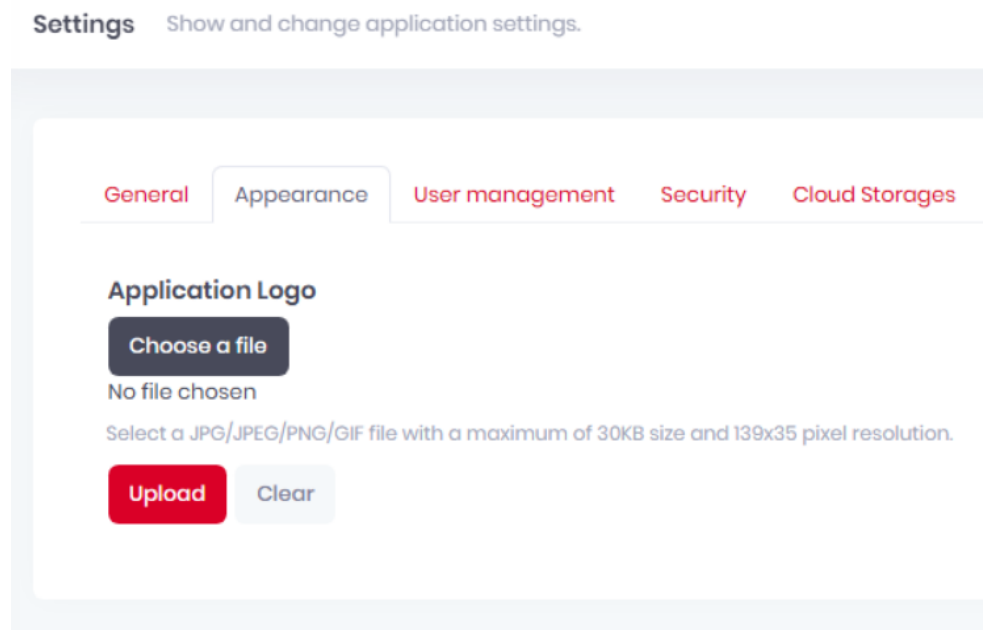 Settings Show and change application settings.
General Appearance User management Security Cloud Storages
Application Logo
Choose a file
No file chosen
Select a JPG/JPEG/PNG/GIF file with a maximum of 30KB size and 139x35 pixel resolution.
Upload Clear